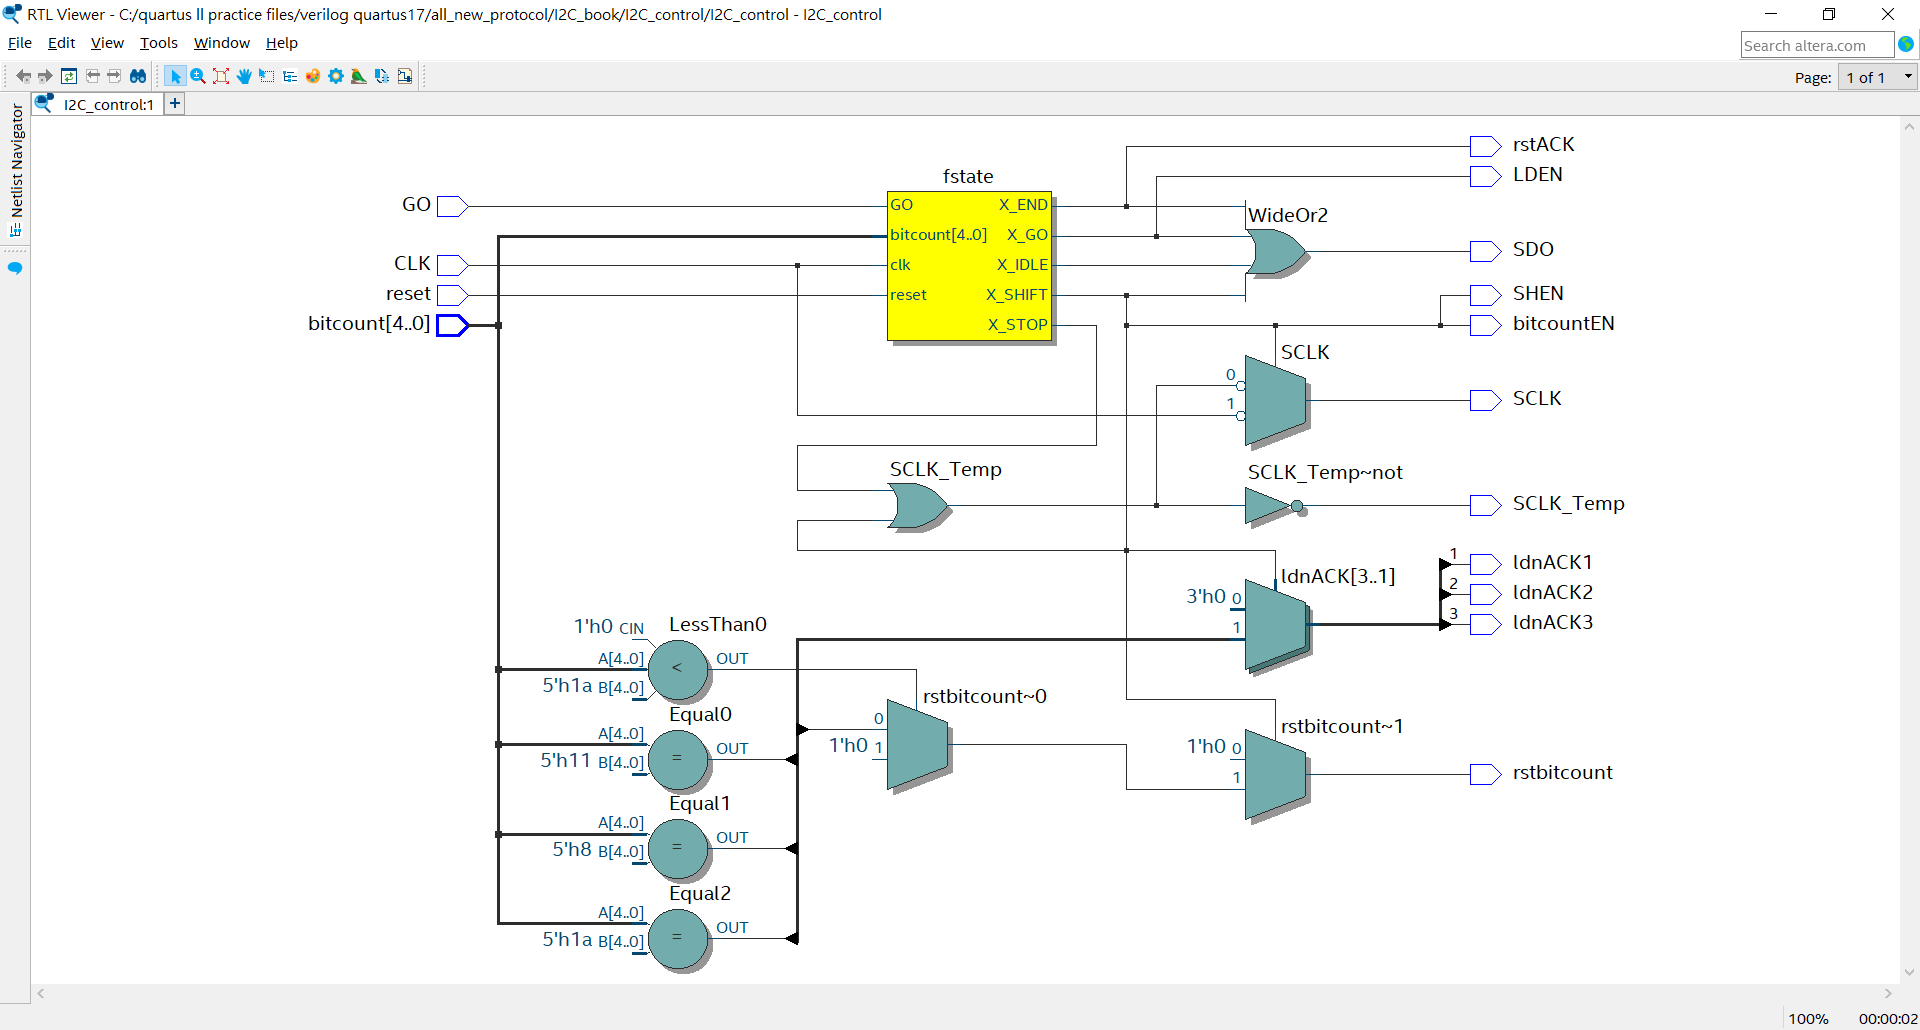 RTL Viewer - C:/quartus ll practice files/verilog quartus17/all_new_protocol/I2C_book/I2C_control/I2C_control - I2C_control
File Edit View Tools Window Help
Search altera.com
Page: 1 of 1
Netlist Navigator
I2C_control:1
+
rstACK
LDEN
fstate
GO
GO
X_END
WideOr2
bitcount[4..0]
X_GO
SDO
CLK
clk
X_IDLE
reset
reset
X_SHIFT
SHEN
bitcount[4..0]
X_STOP
bitcountEN
SCLK
0
1
SCLK
SCLK_Temp
SCLK_Temp~not
SCLK_Temp
1
ldnACK1
ldnACK[3..1]
2
ldnACK2
3'h0 0
3
ldnACK3
1
LessThan0
1'h0 CIN
A[4..0]
<
OUT
5'h1a B[4..0]
rstbitcount~0
Equal0
0
rstbitcount~1
A[4..0]
=
OUT
1'h0 1
1'h0 0
5'h11 B[4..0]
1
rstbitcount
Equal1
A[4..0]
=
OUT
5'h8 B[4..0]
Equal2
A[4..0]
=
OUT
5'h1a B[4..0]
100% 00:00:02